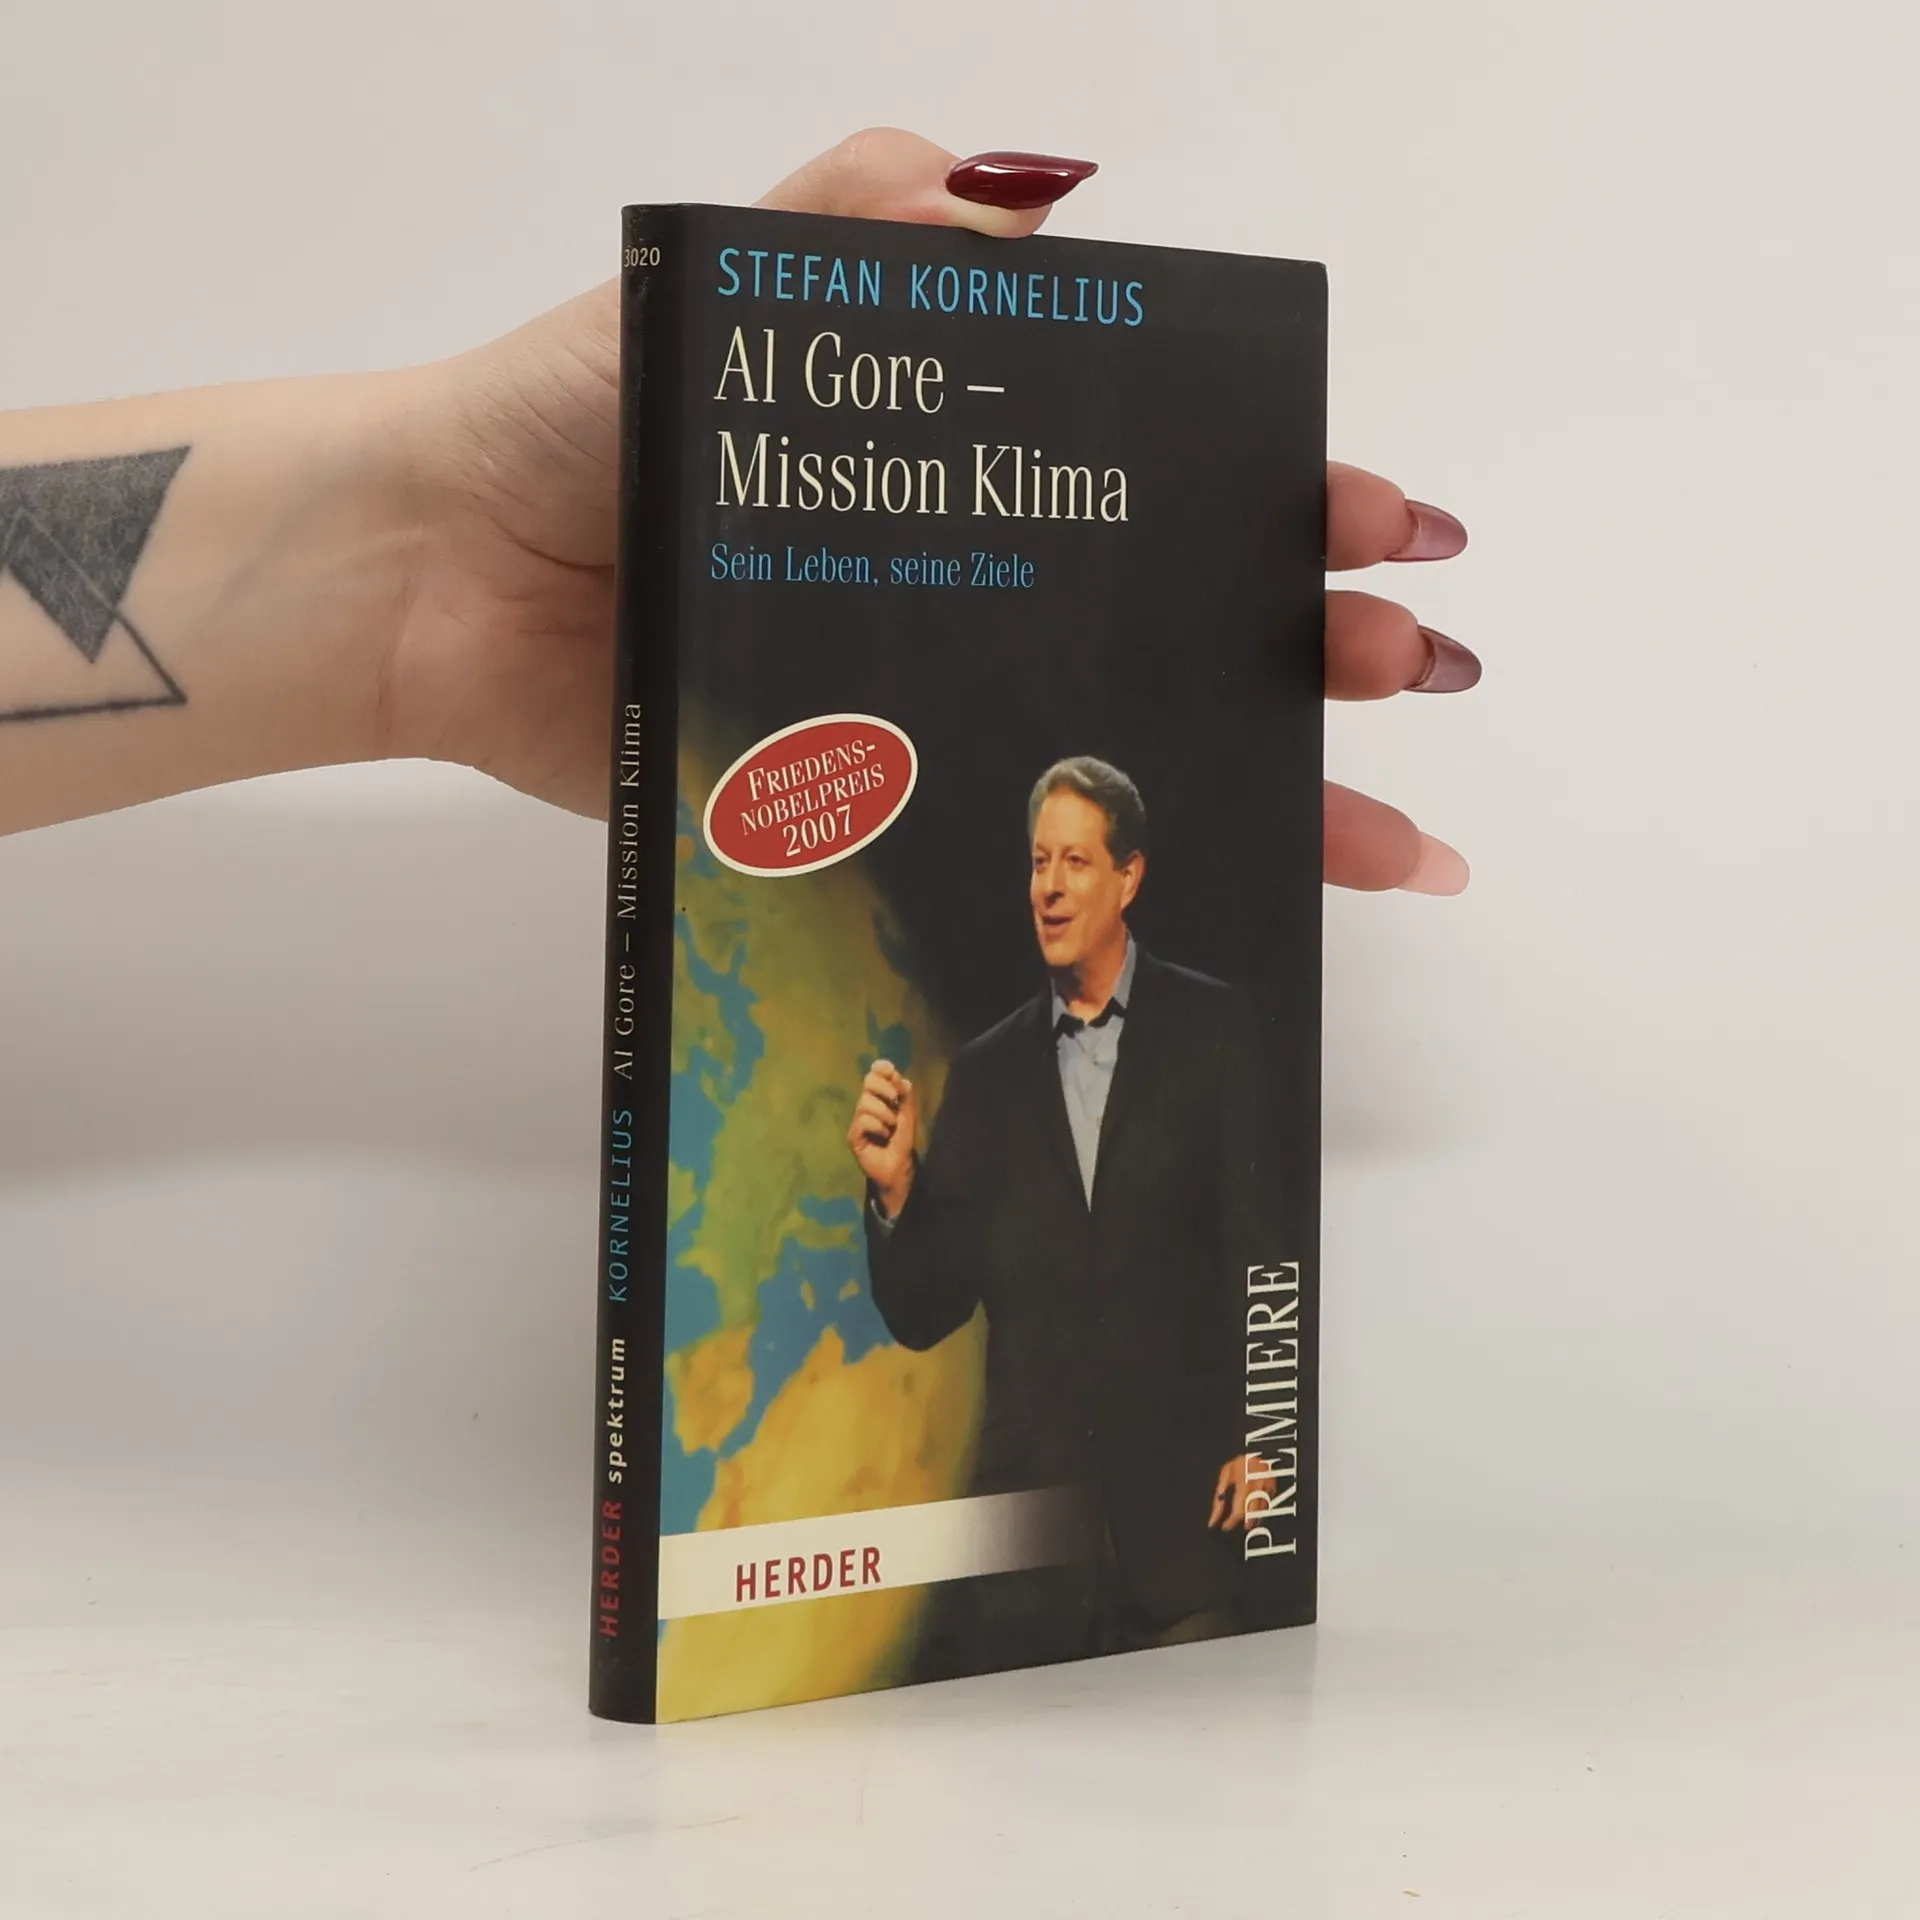 3020
STEFAN KORNELIUS
Al Gore –
Mission Klima
Sein Leben, seine Ziele
FRIEDENS-
NOBELPREIS
2007
PREMIERE
HERDER
HERDER spektrum KORNELIUS Al Gore – Mission Klima